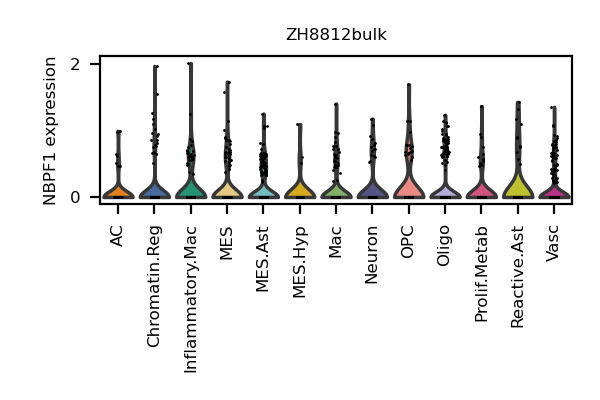 ZH8812bulk
NBPF1 expression
2
0
AC
Chromatin.Reg
Inflammatory.Mac
MES
MES.Ast
MES.Hyp
Mac
Neuron
OPC
Oligo
Prolif.Metab
Reactive.Ast
Vasc